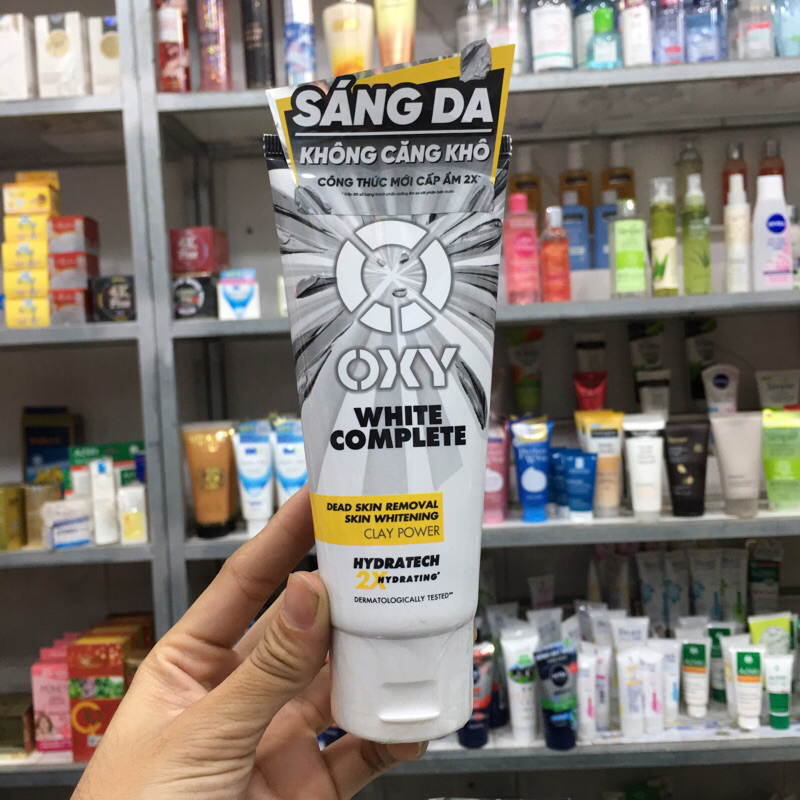 SÁNG DA
KHÔNG CĂNG KHÔ
CÔNG THỨC MỚI CẤP ẨM 2X*
OXY
WHITE
COMPLETE
DEAD SKIN REMOVAL
SKIN WHITENING
CLAY POWER
HYDRATECH
2X HYDRATING*
DERMATOLOGICALLY TESTED**
NIVEA